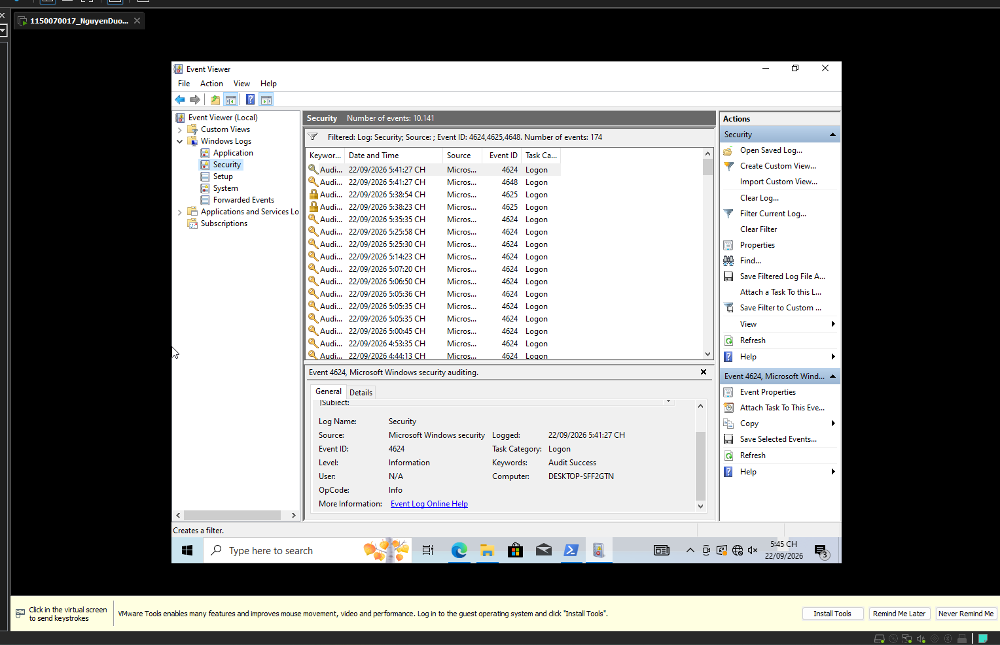 1150070017_NguyenDuo...
Event Viewer
File Action View Help
Event Viewer (Local)
Custom Views
Windows Logs
Application
Security
Setup
System
Forwarded Events
Applications and Services Lo
Subscriptions
Security Number of events: 10.141
Filtered: Log: Security; Source: ; Event ID: 4624,4625,4648. Number of events: 174
Keywor... Date and Time Source Event ID Task Ca...
Audi... 22/09/2026 5:41:27 CH Micros... 4624 Logon
Audi... 22/09/2026 5:41:27 CH Micros... 4648 Logon
Audi... 22/09/2026 5:38:54 CH Micros... 4625 Logon
Audi... 22/09/2026 5:38:23 CH Micros... 4625 Logon
Audi... 22/09/2026 5:35:35 CH Micros... 4624 Logon
Audi... 22/09/2026 5:25:58 CH Micros... 4624 Logon
Audi... 22/09/2026 5:25:30 CH Micros... 4624 Logon
Audi... 22/09/2026 5:14:23 CH Micros... 4624 Logon
Audi... 22/09/2026 5:07:20 CH Micros... 4624 Logon
Audi... 22/09/2026 5:06:50 CH Micros... 4624 Logon
Audi... 22/09/2026 5:05:36 CH Micros... 4624 Logon
Audi... 22/09/2026 5:05:35 CH Micros... 4624 Logon
Audi... 22/09/2026 5:05:35 CH Micros... 4624 Logon
Audi... 22/09/2026 5:00:45 CH Micros... 4624 Logon
Audi... 22/09/2026 4:53:35 CH Micros... 4624 Logon
Audi... 22/09/2026 4:44:13 CH Micros... 4624 Logon
Event 4624, Microsoft Windows security auditing.
General Details
Subject:
Log Name: Security
Source: Microsoft Windows security Logged: 22/09/2026 5:41:27 CH
Event ID: 4624 Task Category: Logon
Level: Information Keywords: Audit Success
User: N/A Computer: DESKTOP-SFF2GTN
OpCode: Info
More Information: Event Log Online Help
Actions
Security
Open Saved Log...
Create Custom View...
Import Custom View...
Clear Log...
Filter Current Log...
Clear Filter
Properties
Find...
Save Filtered Log File A...
Attach a Task To this L...
Save Filter to Custom ...
View
Refresh
Help
Event 4624, Microsoft Wind...
Event Properties
Attach Task To This Eve...
Copy
Save Selected Events...
Refresh
Help
Creates a filter.
Type here to search
5:45 CH
22/09/2026
3
Click in the virtual screen
to send keystrokes
VMware Tools enables many features and improves mouse movement, video and performance. Log in to the guest operating system and click "Install Tools".
Install Tools Remind Me Later Never Remind Me